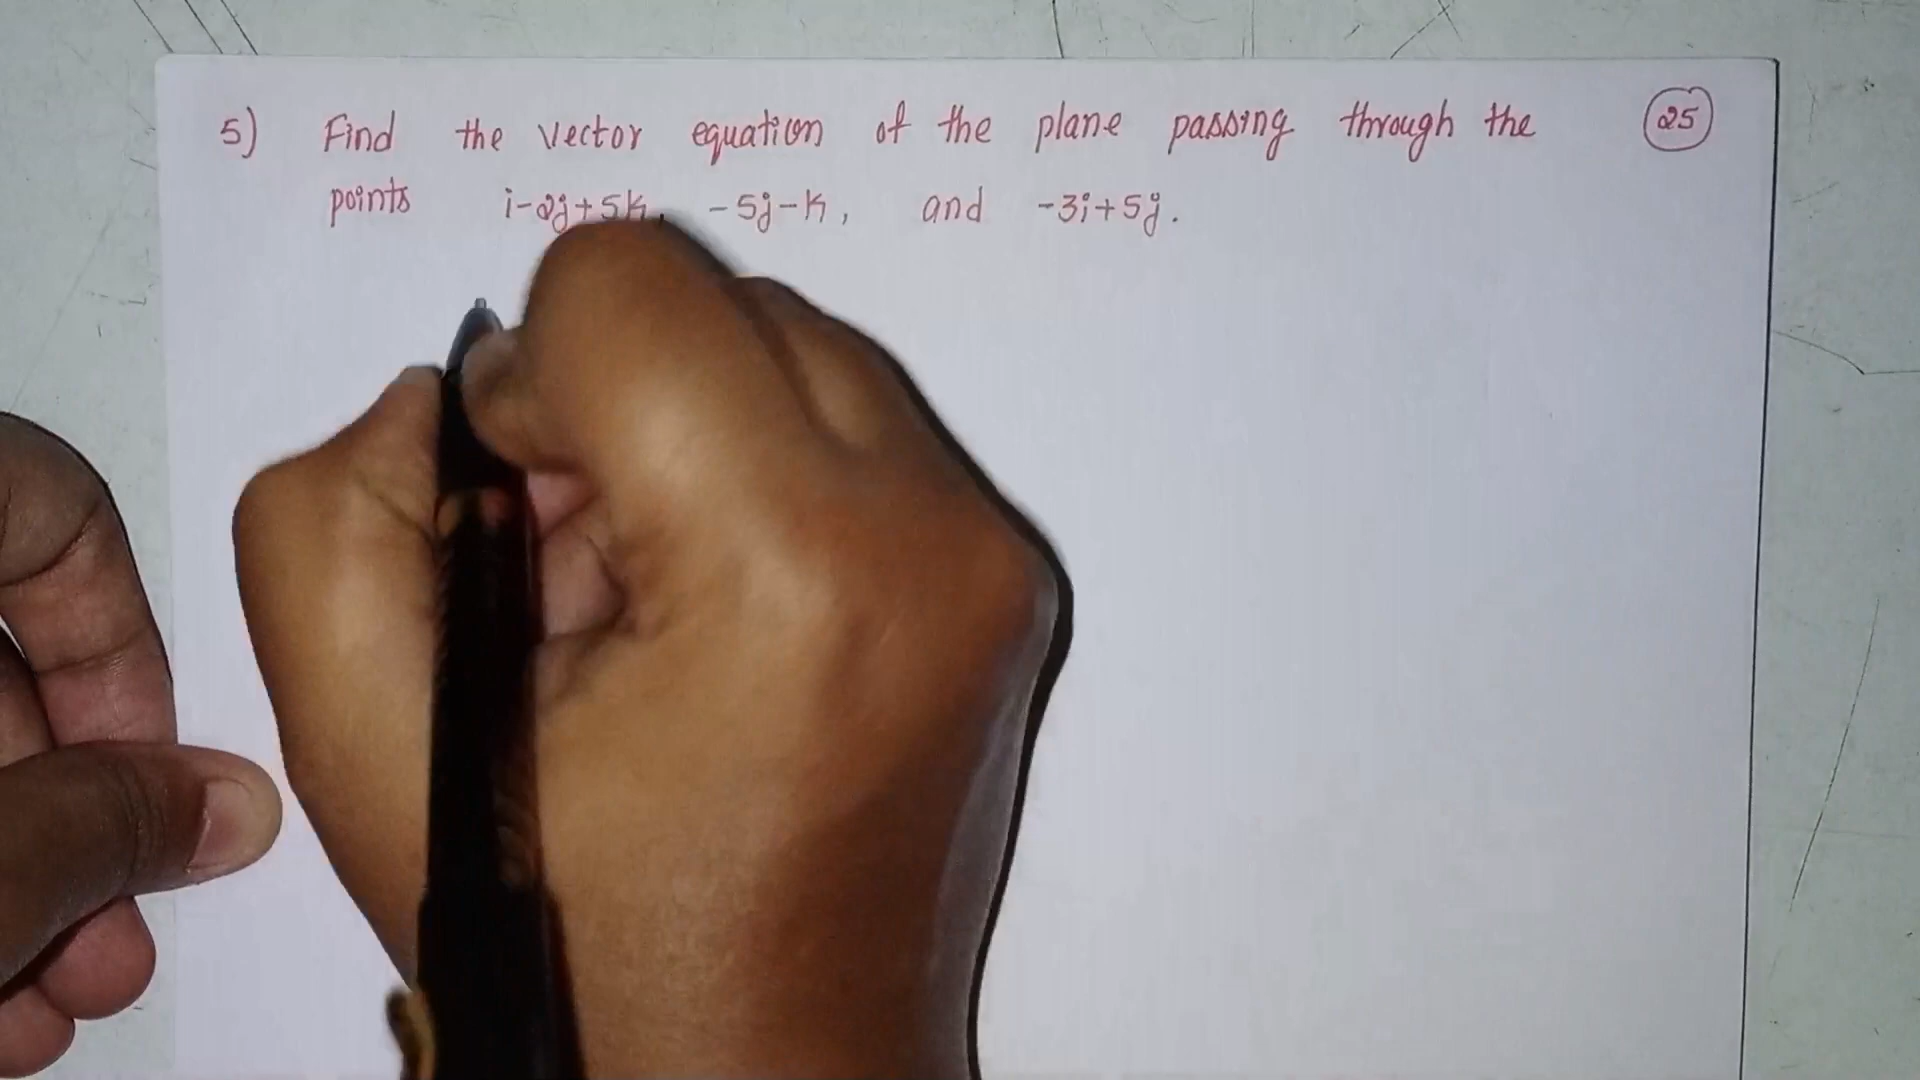 5) Find the vector equation of the plane passing through the 25
points i-2j+5k, -5j-k, and -3i+5j.